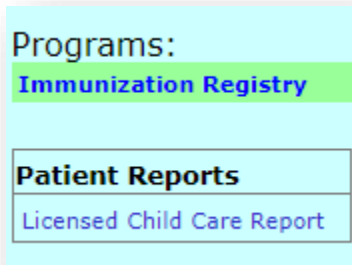 Programs:
Immunization Registry
Patient Reports
Licensed Child Care Report